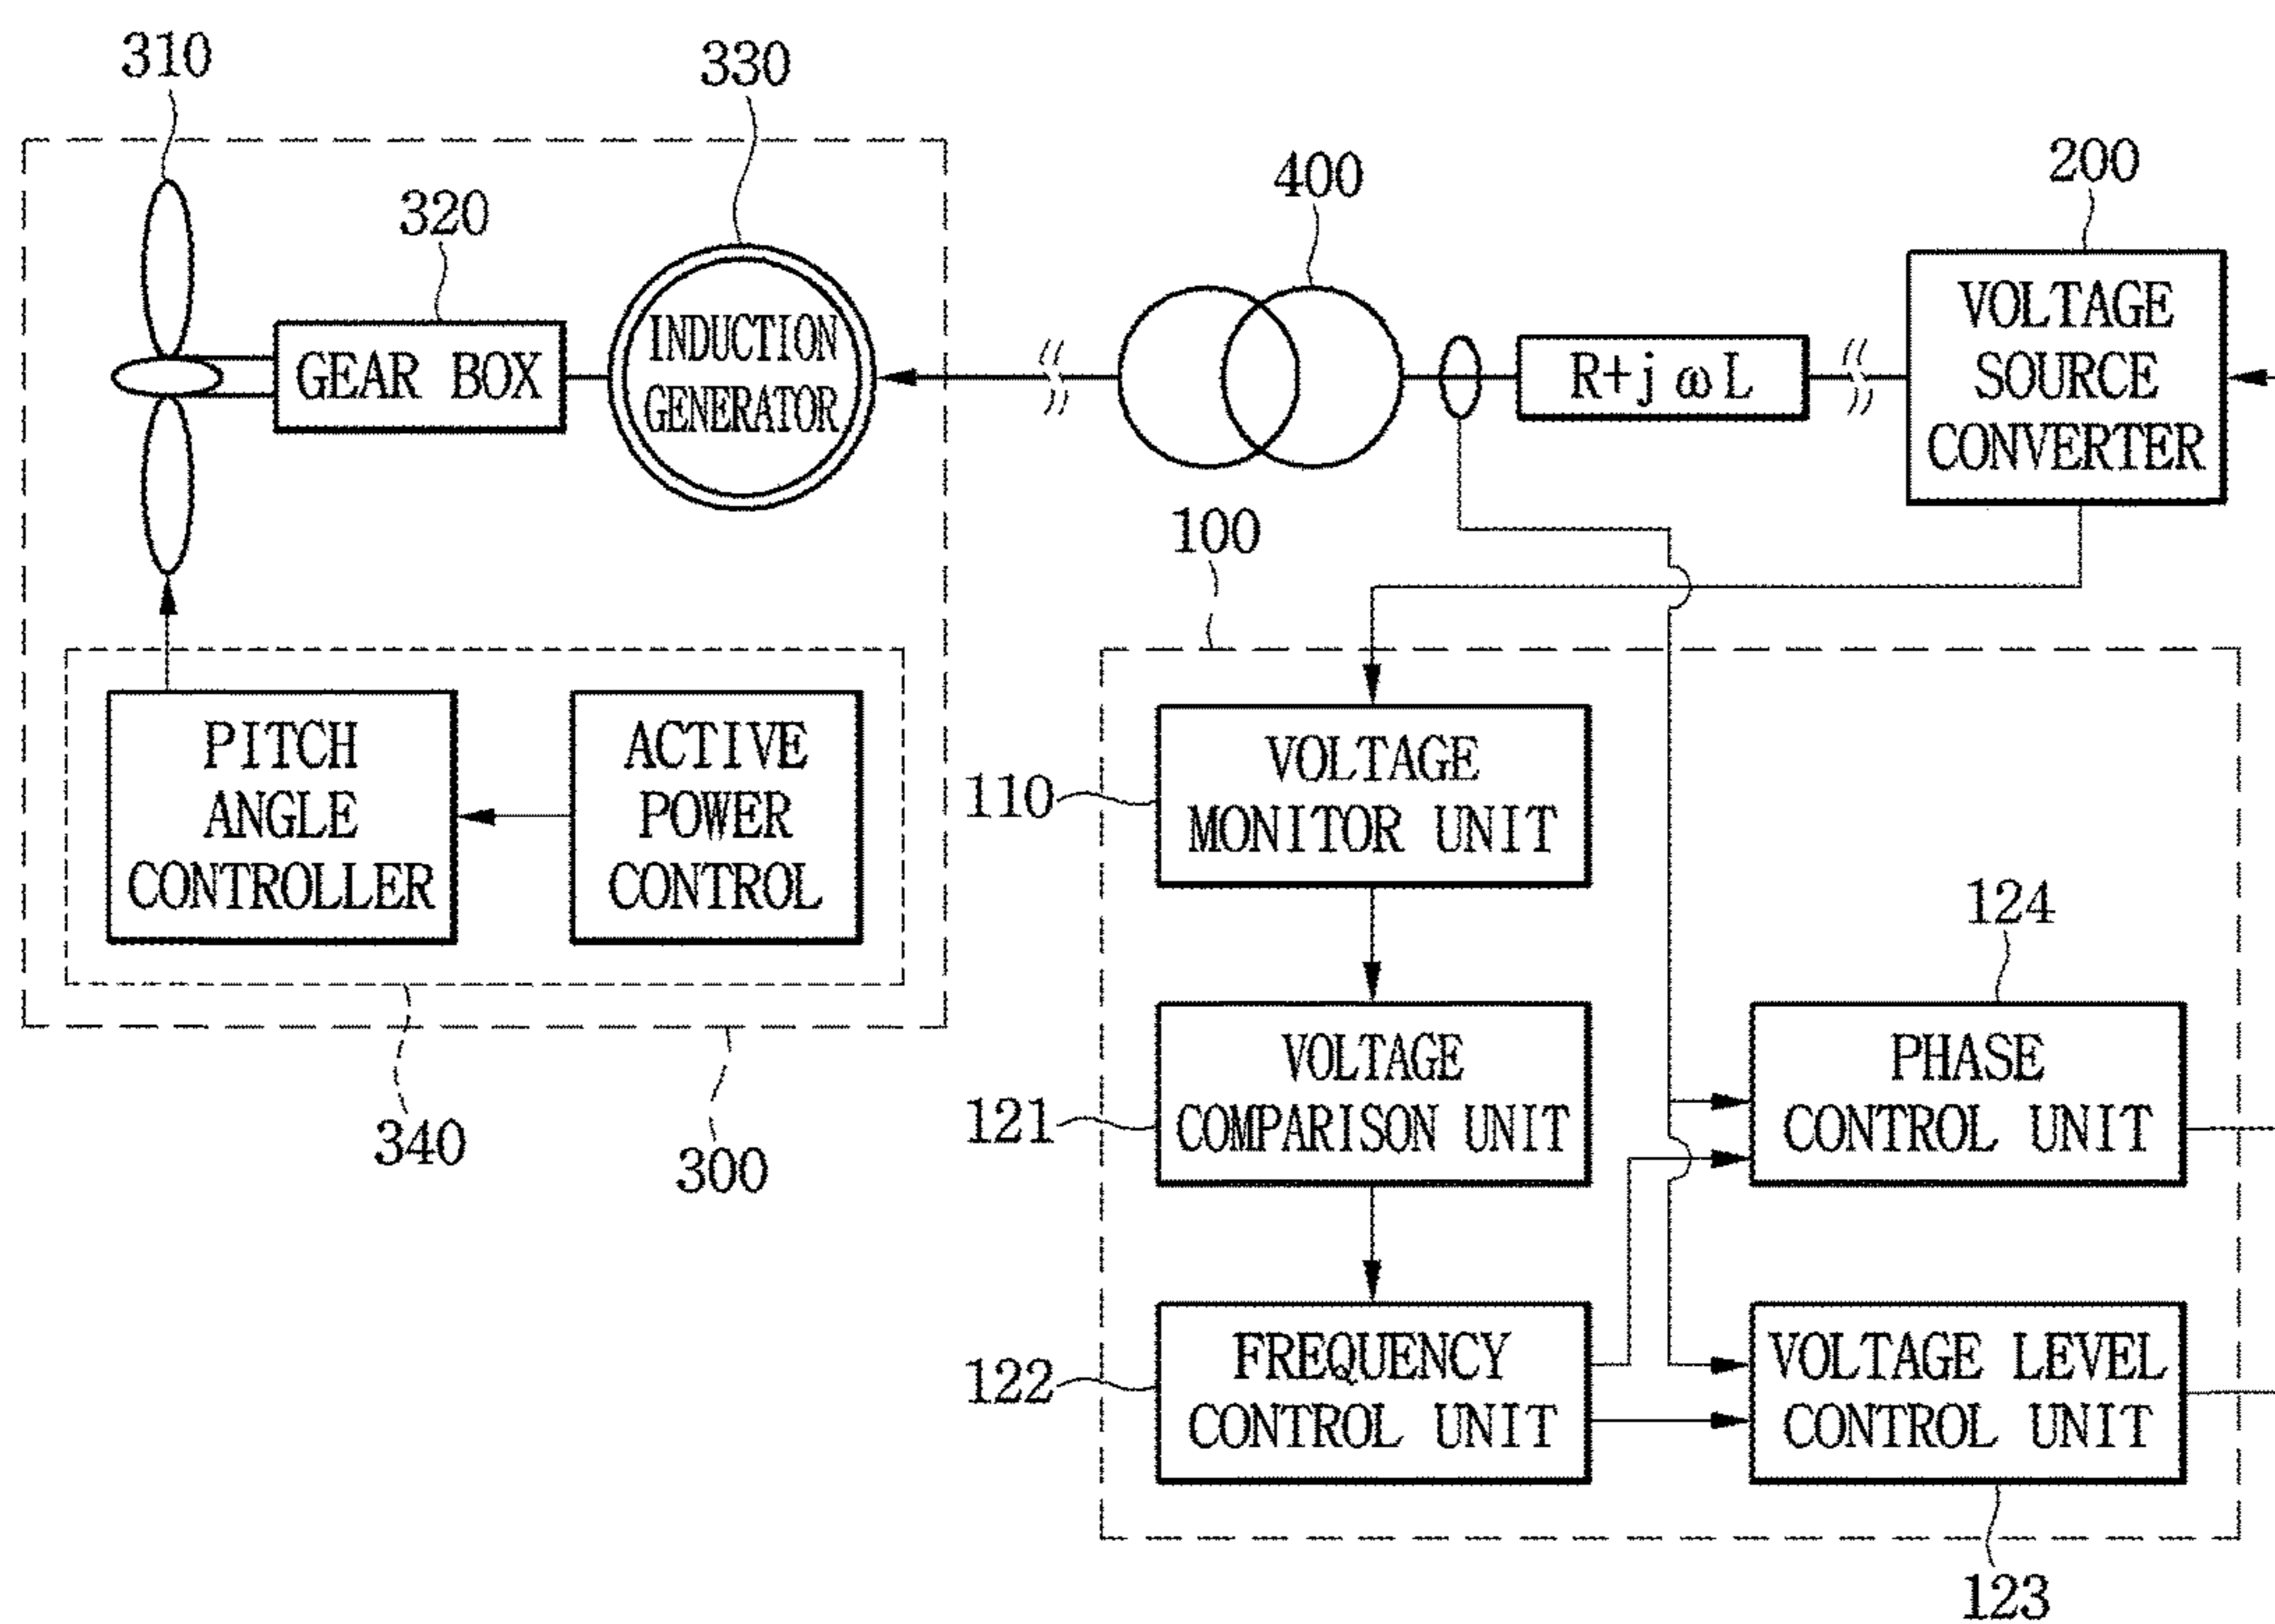 310
330
320
400
200
GEAR BOX
INDUCTION
GENERATOR
R+jωL
VOLTAGE
SOURCE
CONVERTER
100
PITCH
ANGLE
CONTROLLER
ACTIVE
POWER
CONTROL
340
300
110
VOLTAGE
MONITOR UNIT
121
VOLTAGE
COMPARISON UNIT
124
PHASE
CONTROL UNIT
122
FREQUENCY
CONTROL UNIT
VOLTAGE LEVEL
CONTROL UNIT
123